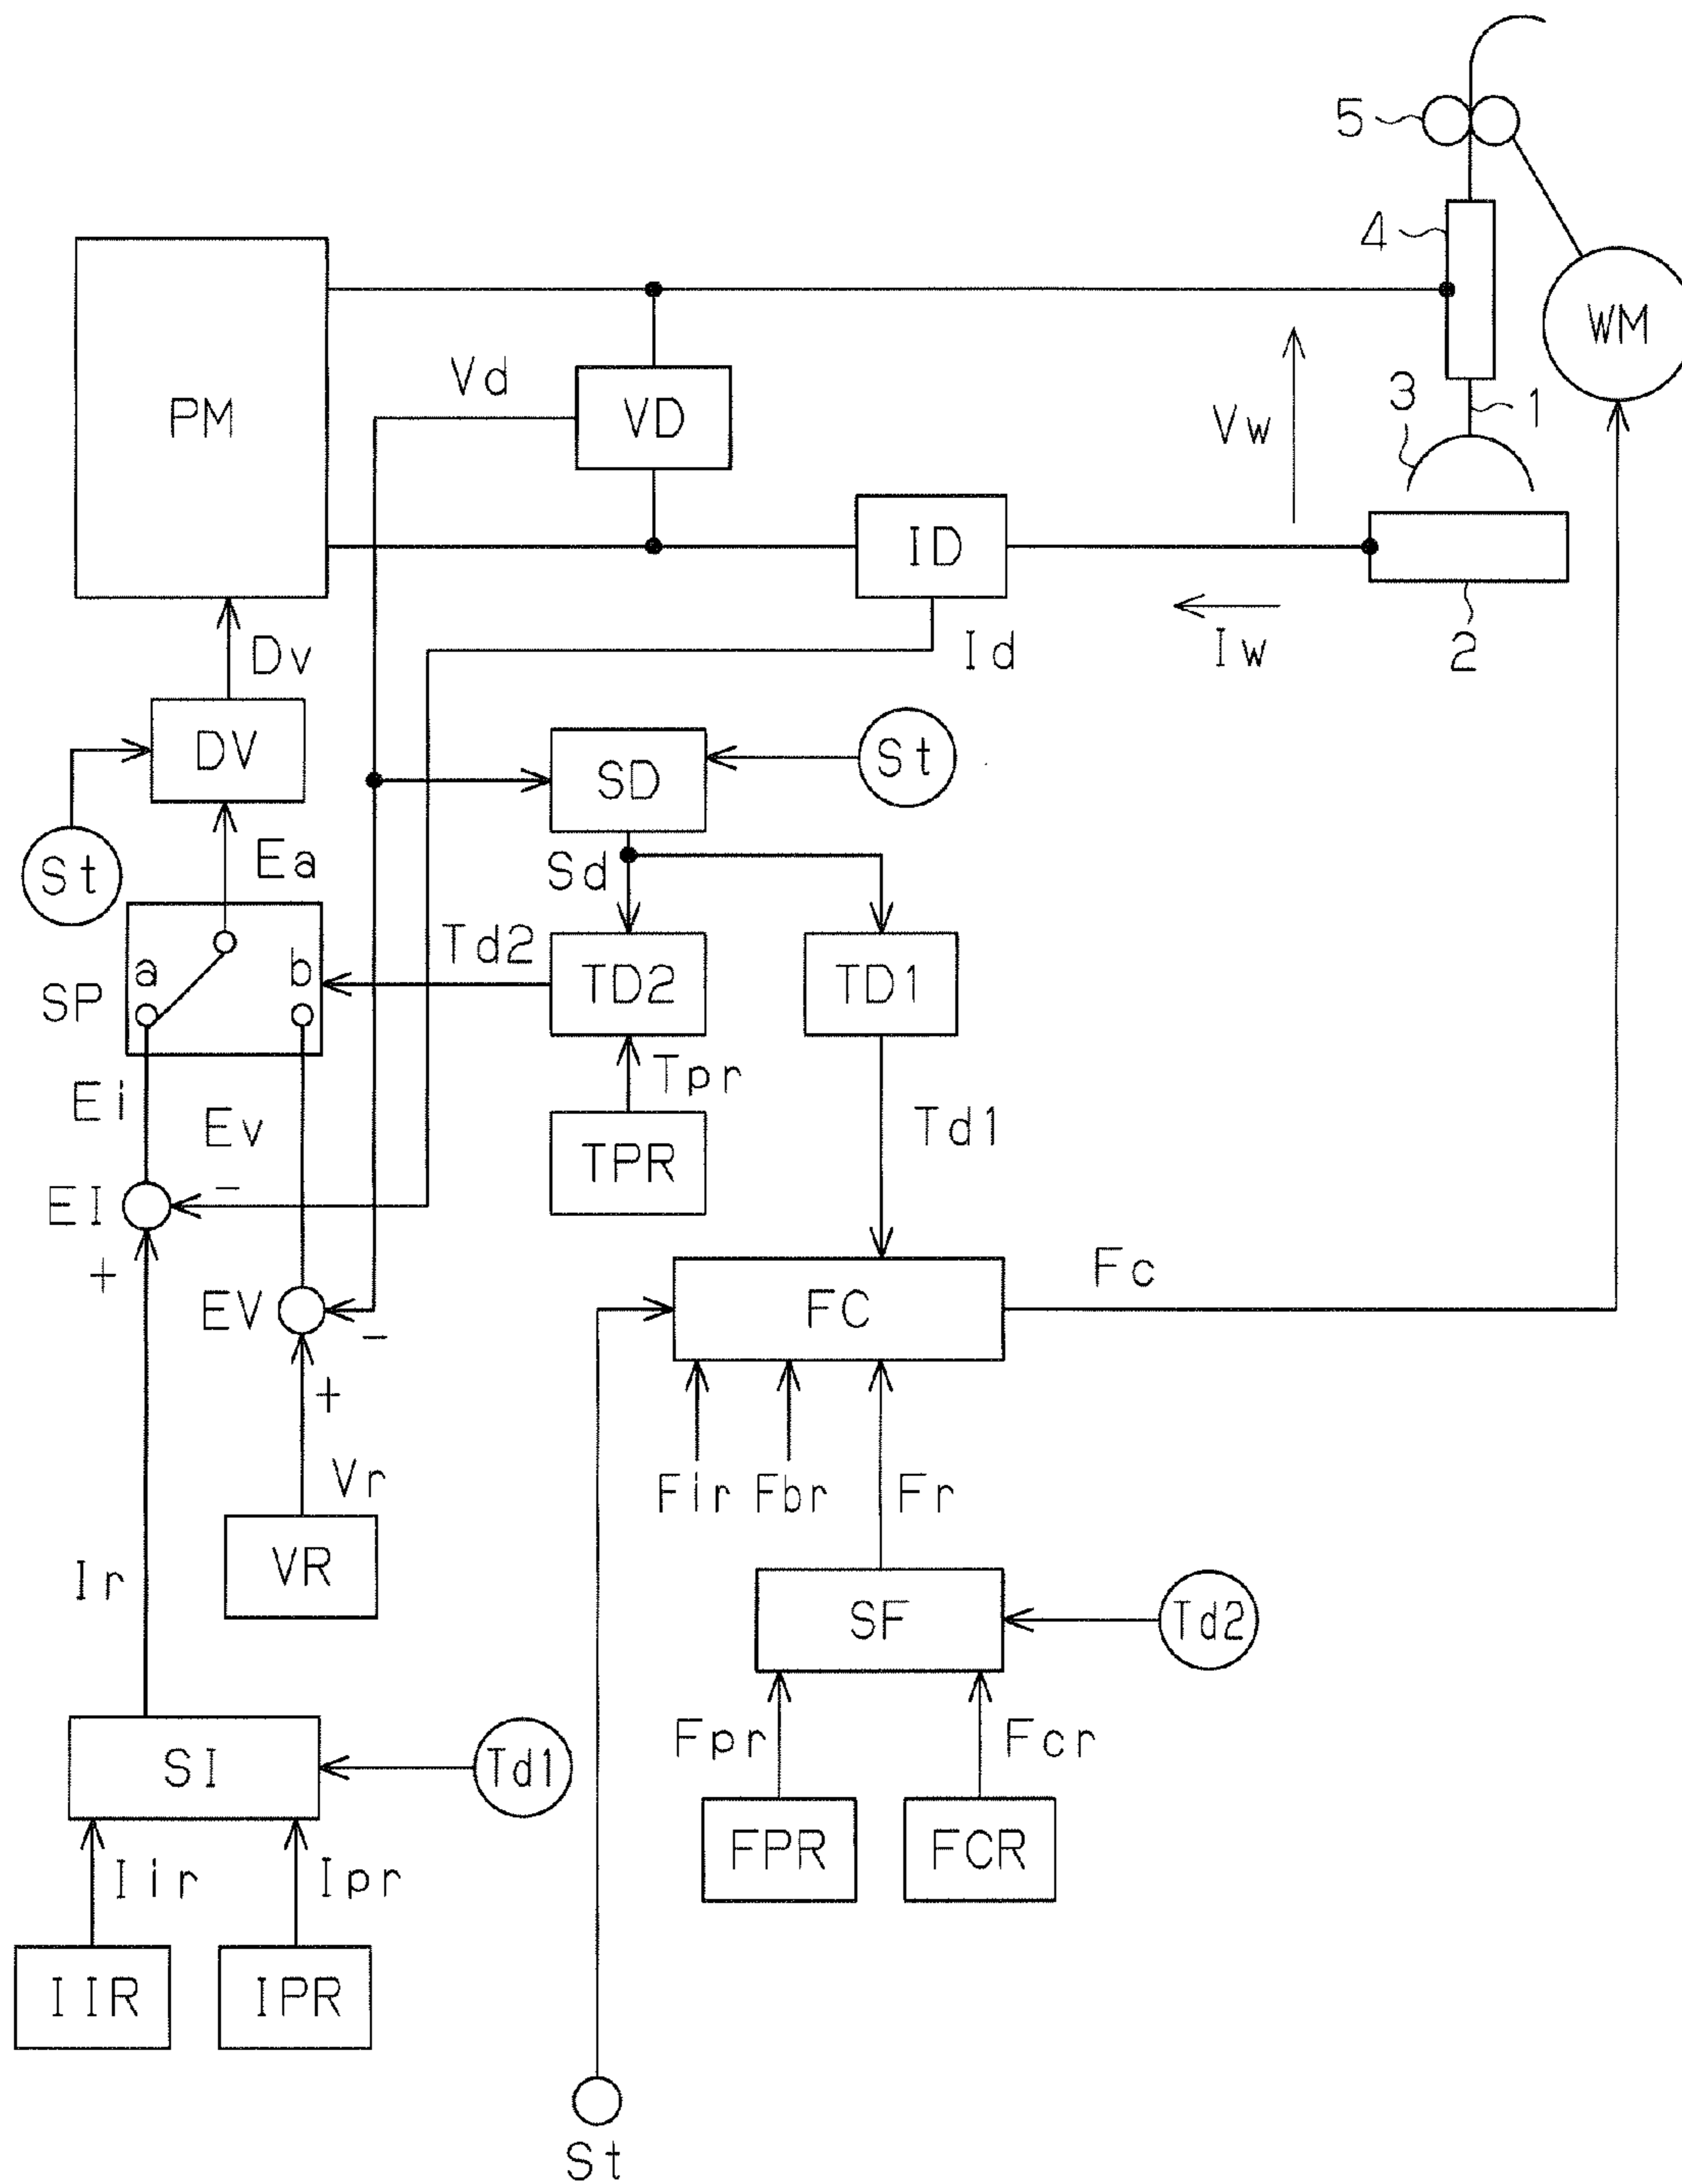 5
4
WM
PM
Vd
VD
Vw
3
1
ID
Dv
Id
Iw
2
DV
SD
St
St
Ea
Sd
Td2
a
b
SP
TD2
TD1
Ei
Ev
Tpr
TPR
Td1
EI
-
+
EV
-
FC
Fc
+
Vr
Fir
Fbr
Fr
VR
Ir
SF
Td2
SI
Td1
Fpr
Fcr
FPR
FCR
Iir
Ipr
IIR
IPR
St